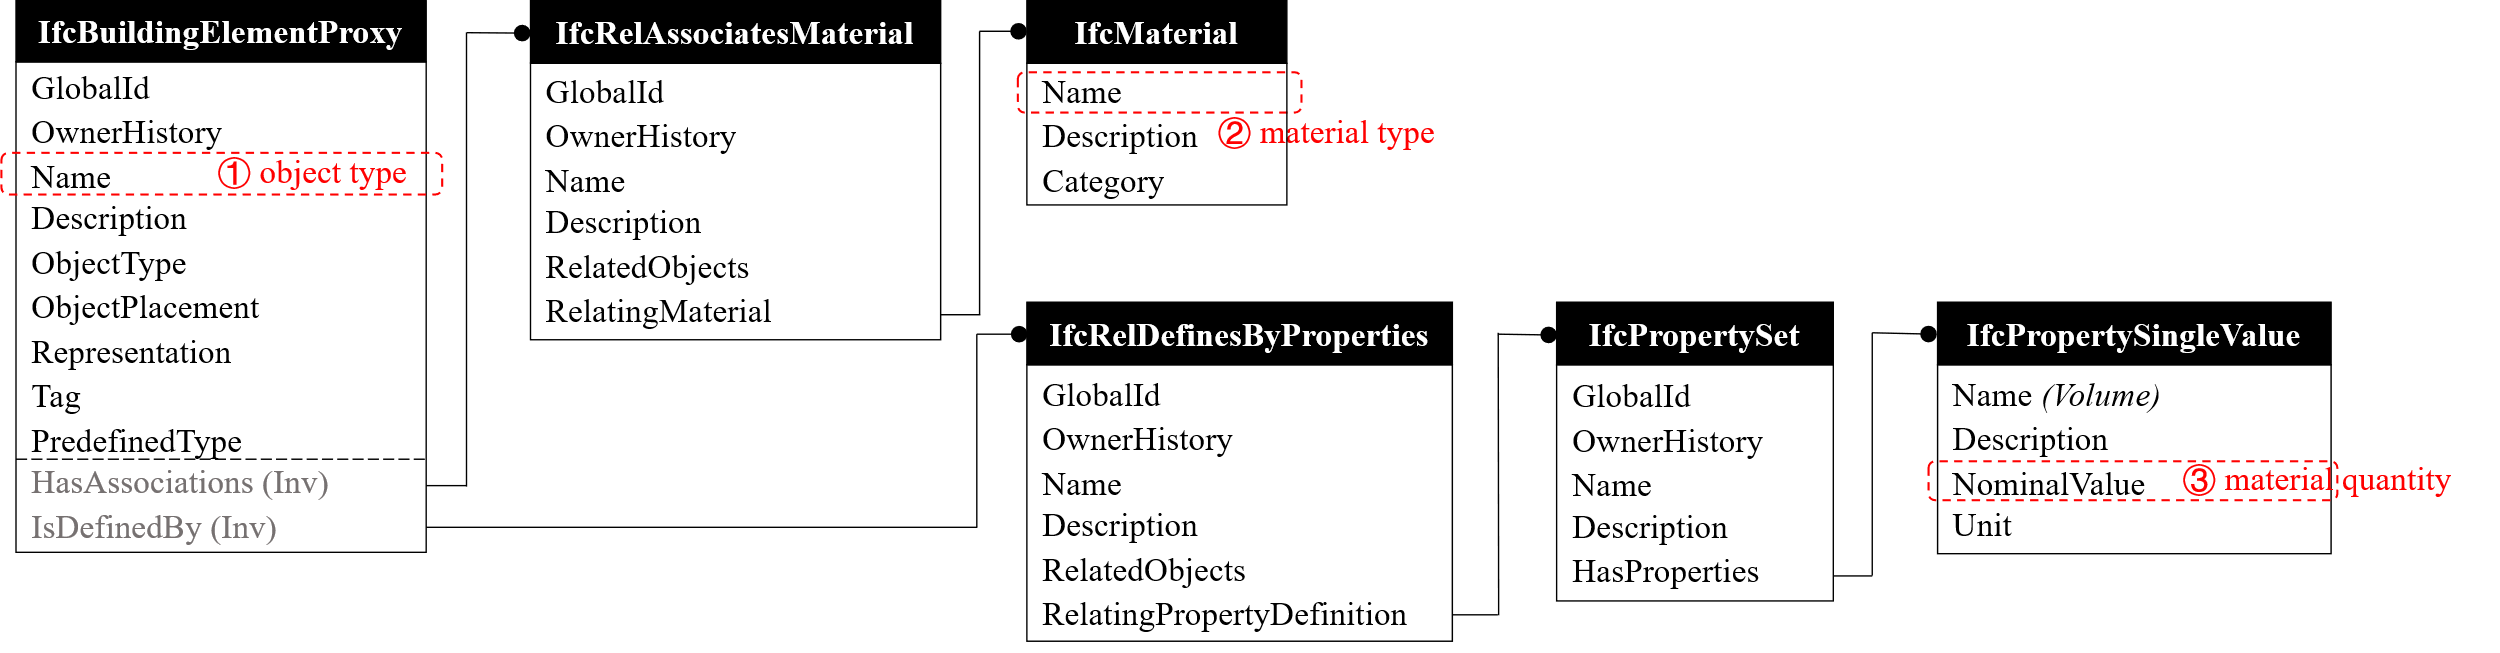 IfcBuildingElementProxy
GlobalId
OwnerHistory
Name ① object type
Description
ObjectType
ObjectPlacement
Representation
Tag
PredefinedType
HasAssociations (Inv)
IsDefinedBy (Inv)
IfcRelAssociatesMaterial
GlobalId
OwnerHistory
Name
Description
RelatedObjects
RelatingMaterial
IfcMaterial
Name
Description ② material type
Category
IfcRelDefinesByProperties
GlobalId
OwnerHistory
Name
Description
RelatedObjects
RelatingPropertyDefinition
IfcPropertySet
GlobalId
OwnerHistory
Name
Description
HasProperties
IfcPropertySingleValue
Name (Volume)
Description
NominalValue ③ material quantity
Unit